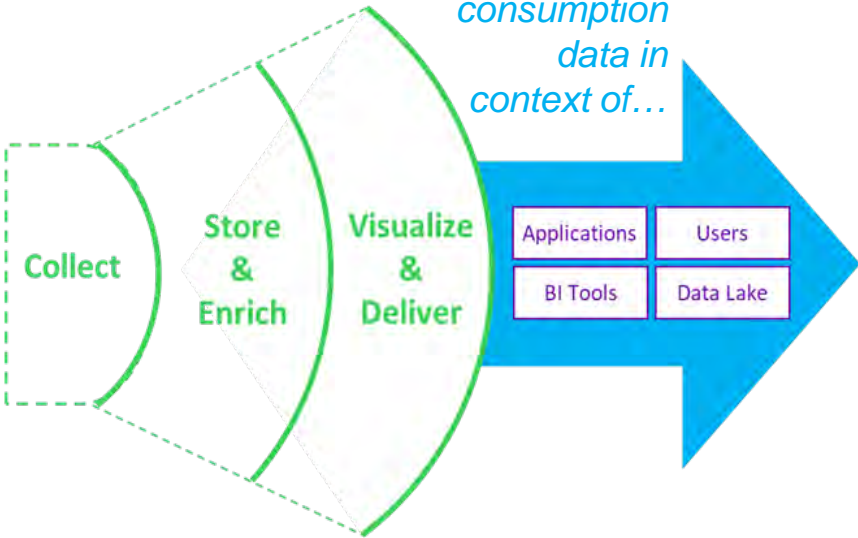 consumption
data in
context of…
Collect
Store
&
Enrich
Visualize
&
Deliver
Applications
Users
BI Tools
Data Lake